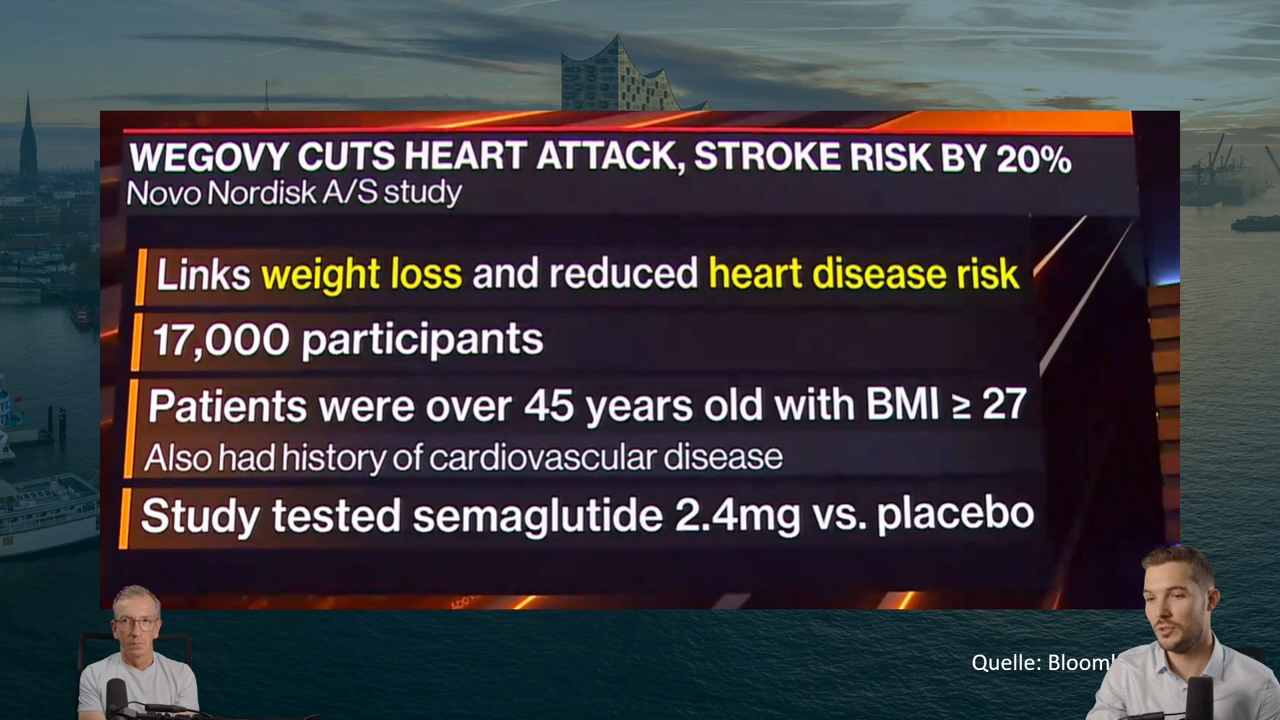 WEGOVY CUTS HEART ATTACK, STROKE RISK BY 20%
Novo Nordisk A/S study
Links weight loss and reduced heart disease risk
17,000 participants
Patients were over 45 years old with BMI ≥ 27
Also had history of cardiovascular disease
Study tested semaglutide 2.4mg vs. placebo
Quelle: